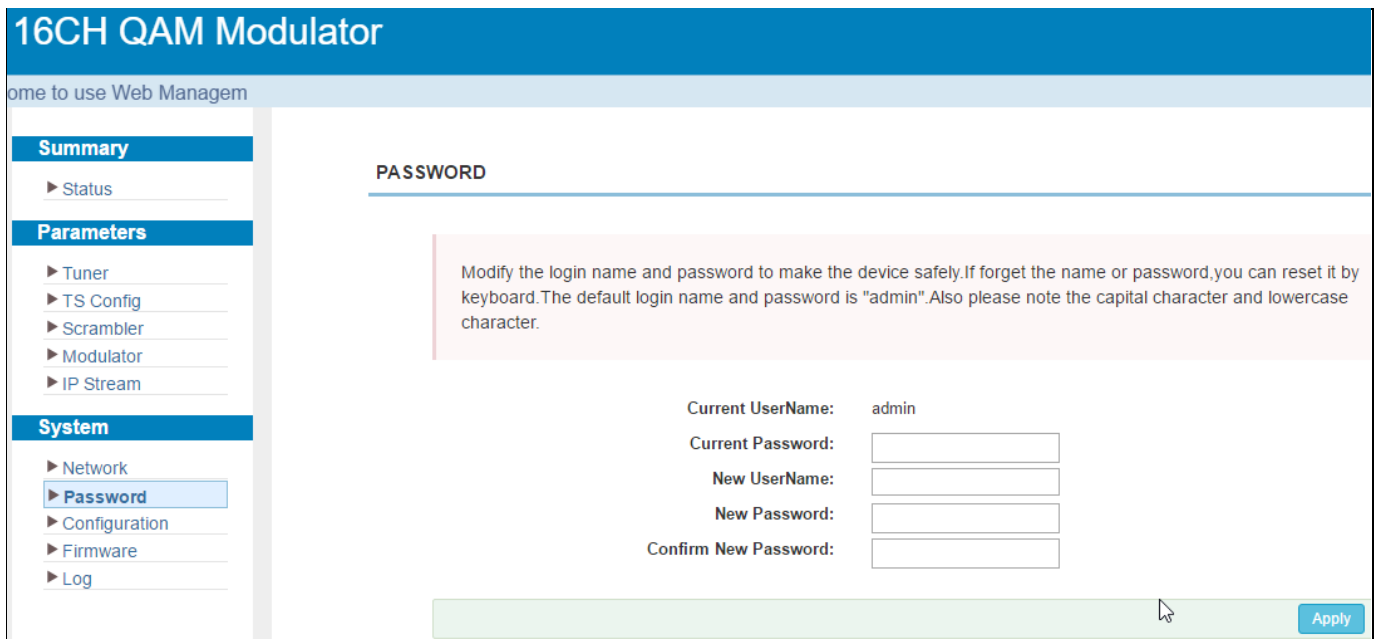 16CH QAM Modulator
ome to use Web Managem
Summary
Status
Parameters
Tuner
TS Config
Scrambler
Modulator
IP Stream
System
Network
Password
Configuration
Firmware
Log
PASSWORD
Modify the login name and password to make the device safely.If forget the name or password,you can reset it by
keyboard.The default login name and password is "admin".Also please note the capital character and lowercase
character.
Current UserName: admin
Current Password:
New UserName:
New Password:
Confirm New Password:
Apply